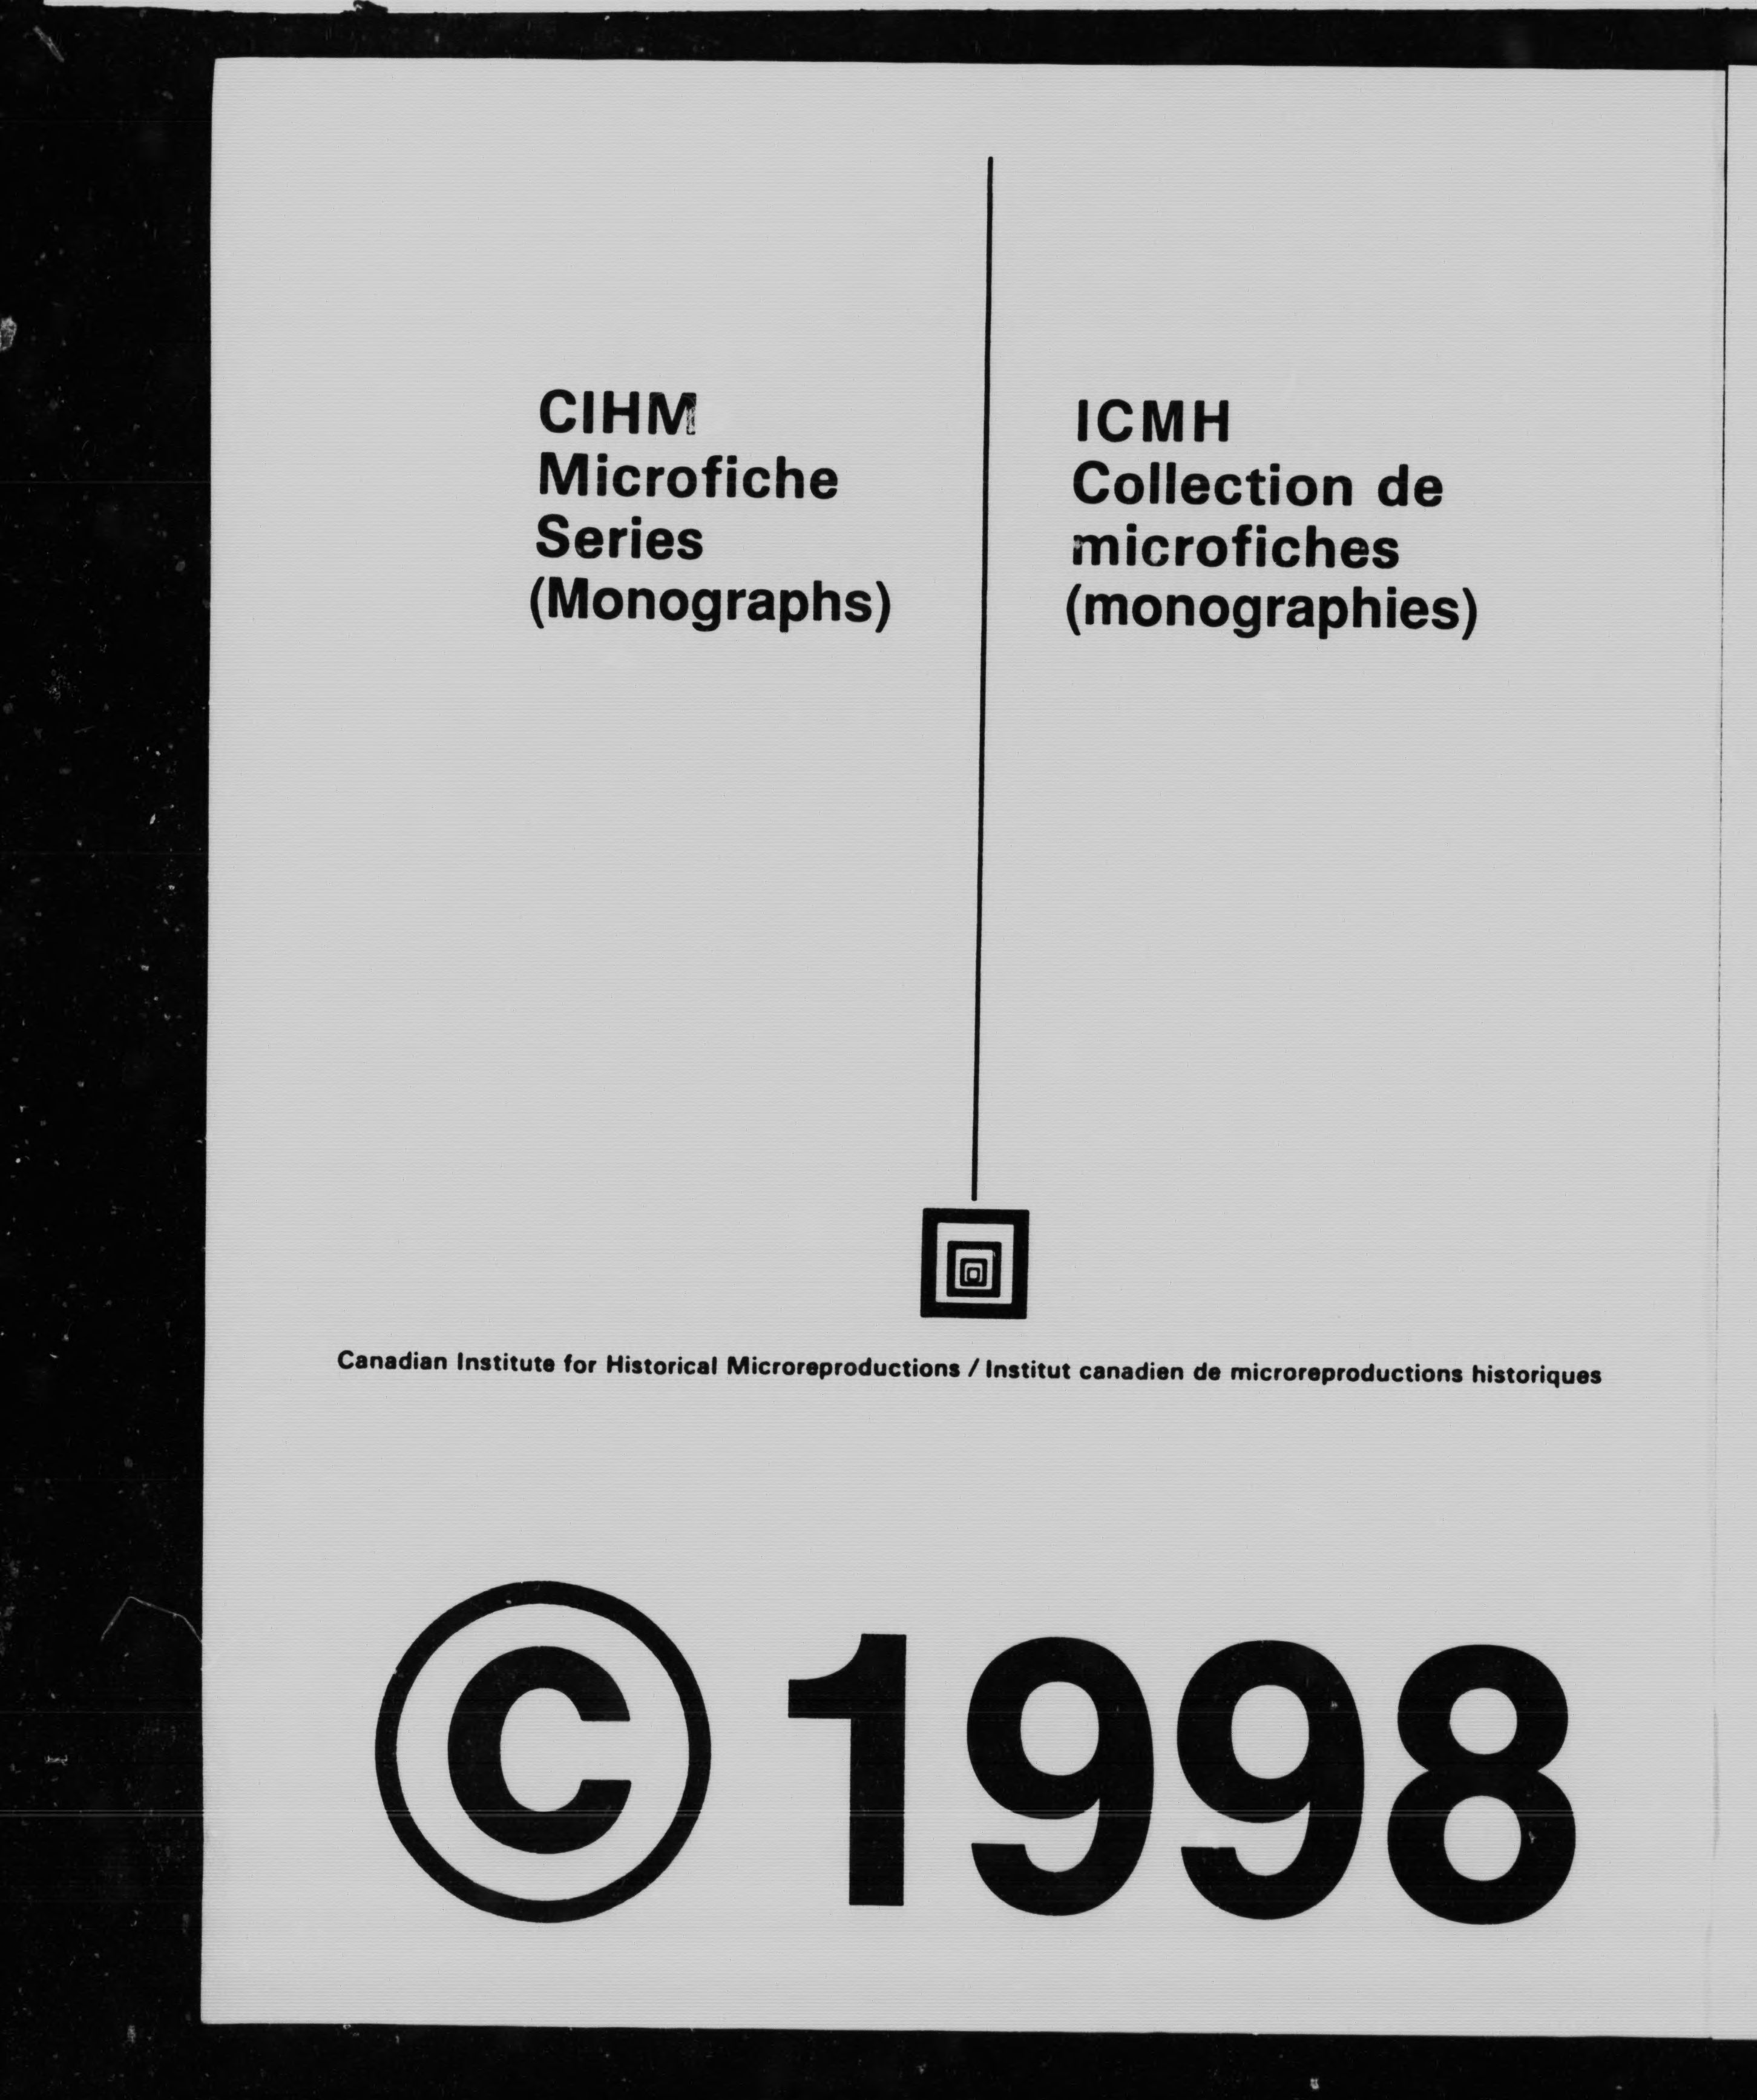 CIHM
Microfiche
Series
(Monographs)
ICMH
Collection de
microfiches
(monographies)
Canadian Institute for Historical Microreproductions / Institut canadien de microreproductions historiques
© 1998